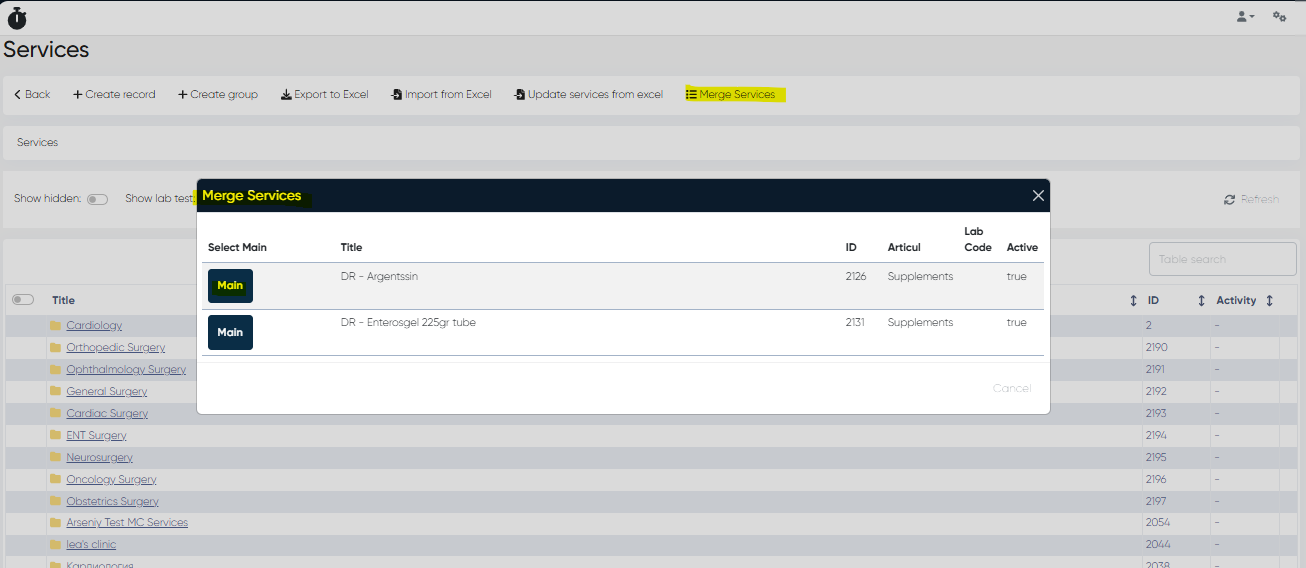 Services
Back Create record Create group Export to Excel Import from Excel Update services from excel Merge Services
Services
Show hidden: Show lab test:
Refresh
Merge Services
Select Main Title ID Articul Lab Code Active
Main DR - Argentssin 2126 Supplements true
Main DR - Enterosgel 225gr tube 2131 Supplements true
Cancel
Table search
Title ID Activity
Cardiology 2 -
Orthopedic Surgery 2190 -
Ophthalmology Surgery 2191 -
General Surgery 2192 -
Cardiac Surgery 2193 -
ENT Surgery 2194 -
Neurosurgery 2195 -
Oncology Surgery 2196 -
Obstetrics Surgery 2197 -
Arseniy Test MC Services 2054 -
lea's clinic 2044 -
Кардиология 2038 -